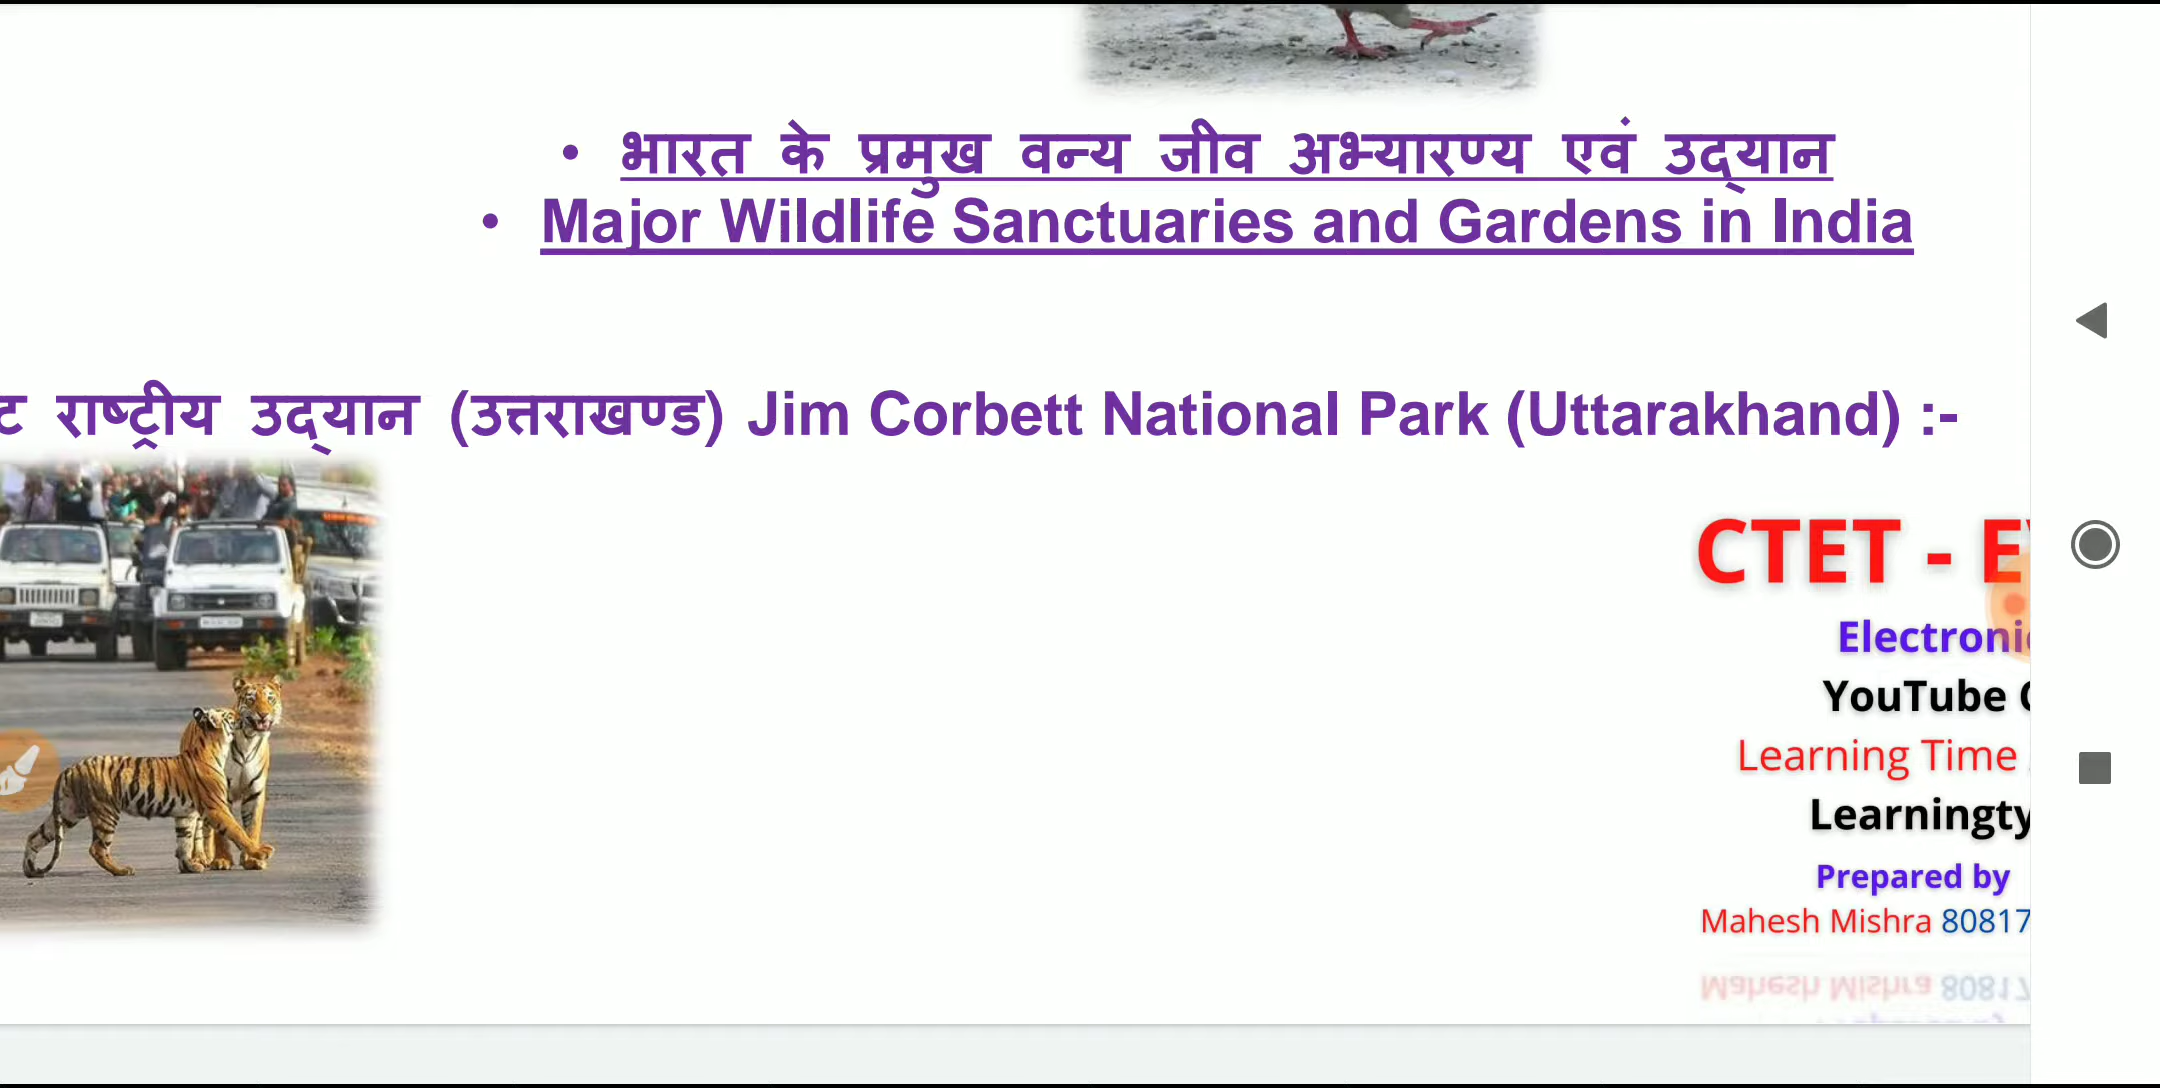 • भारत के प्रमुख वन्य जीव अभ्यारण्य एवं उद्यान
• Major Wildlife Sanctuaries and Gardens in India
ट राष्ट्रीय उद्यान (उत्तराखण्ड) Jim Corbett National Park (Uttarakhand) :-
CTET - E
Electroni
YouTube
Learning Time
Learningty
Prepared by
Mahesh Mishra 80817